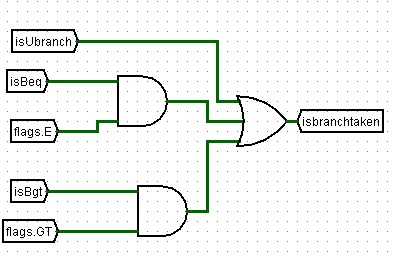 isUbranch
isBeq
flags.E
isbranchtaken
isBgt
flags.GT